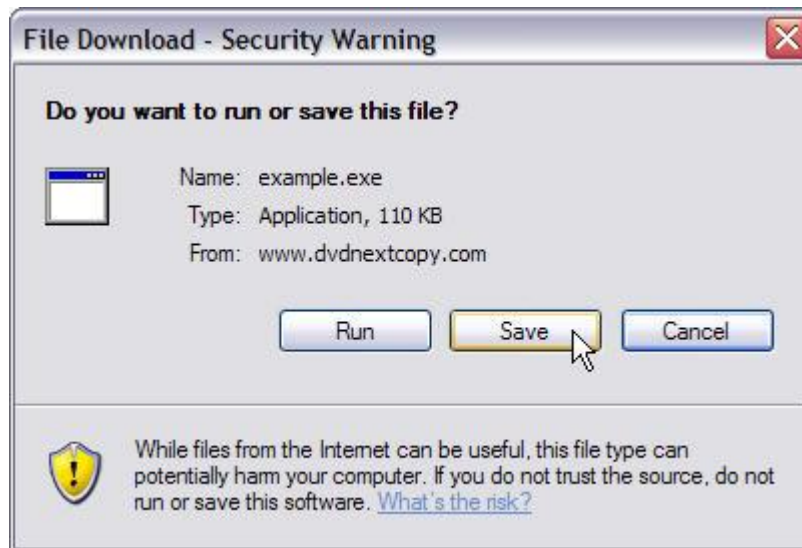 File Download - Security Warning
Do you want to run or save this file?
Name: example.exe
Type: Application, 110 KB
From: www.dvdnextcopy.com
Run Save Cancel
While files from the Internet can be useful, this file type can
potentially harm your computer. If you do not trust the source, do not
run or save this software. What's the risk?